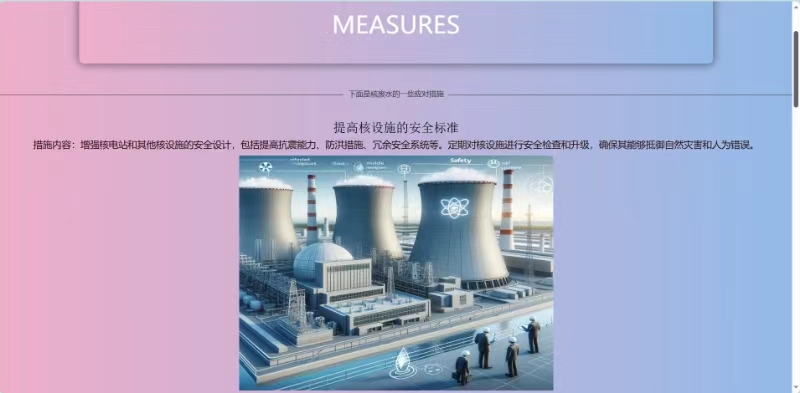 MEASURES
下面是核废水的一些应对措施
提高核设施的安全标准
措施内容：增强核电站和其他核设施的安全设计，包括提高抗震能力、防洪措施、冗余安全系统等。定期对核设施进行安全检查和升级，确保其能够抵御自然灾害和人为错误。
Safety